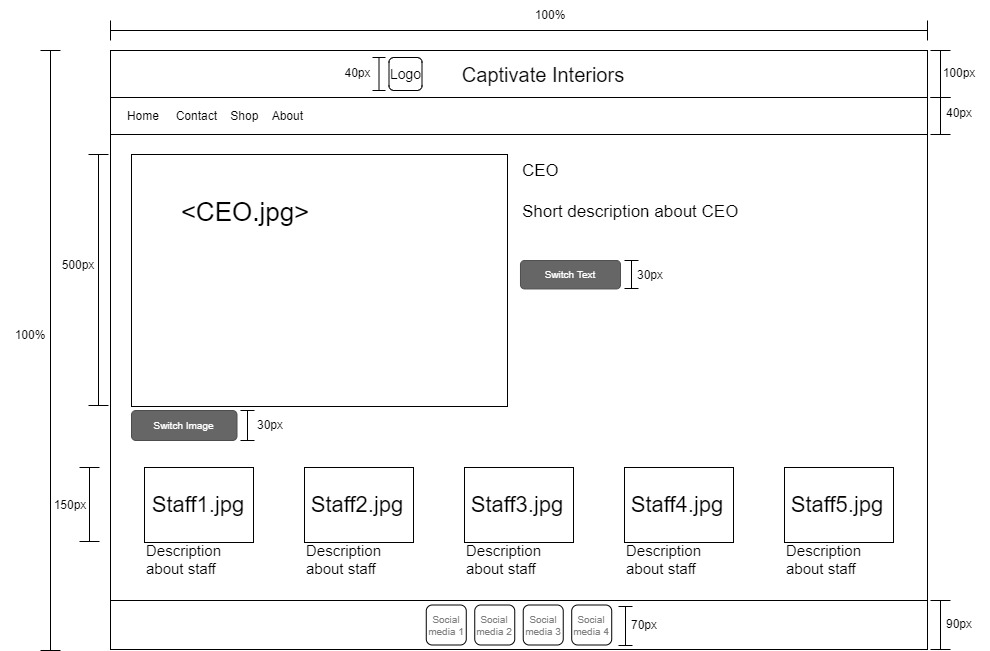 100%
40px
Logo
Captivate Interiors
100px
Home Contact Shop About
40px
<CEO.jpg>
CEO
Short description about CEO
500px
Switch Text
30px
100%
Switch Image
30px
150px
Staff1.jpg
Staff2.jpg
Staff3.jpg
Staff4.jpg
Staff5.jpg
Description
about staff
Description
about staff
Description
about staff
Description
about staff
Description
about staff
Social
media 1
Social
media 2
Social
media 3
Social
media 4
70px
90px